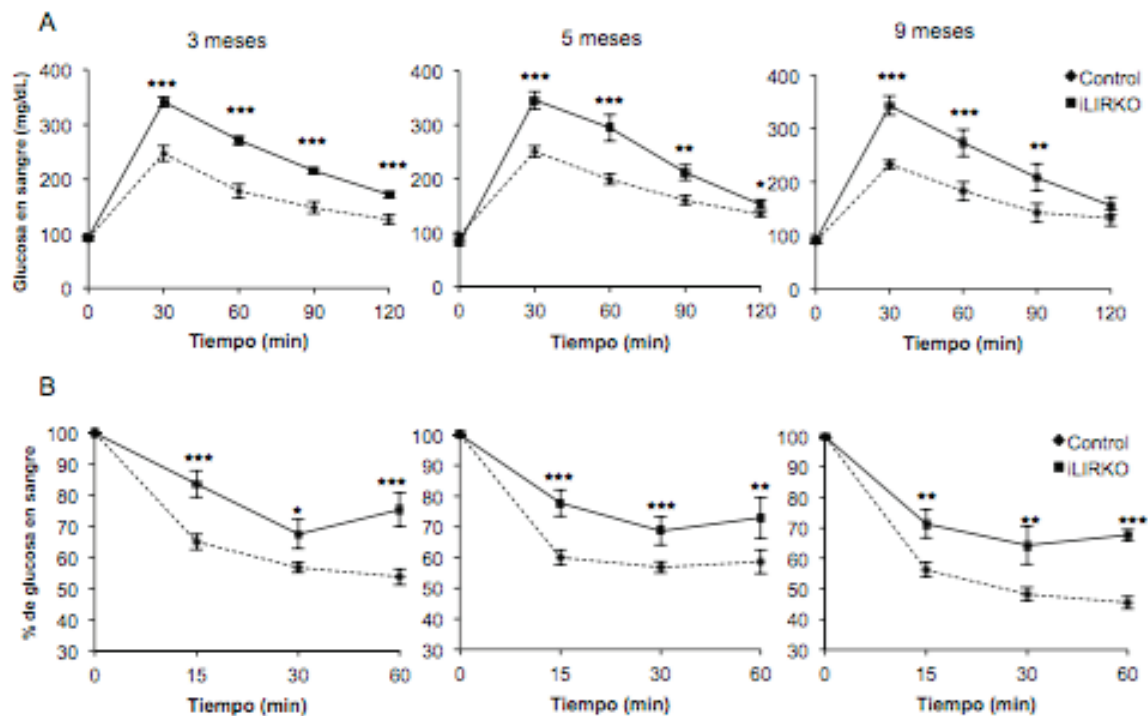 A
3 meses
5 meses
9 meses
Glucosa en sangre (mg/dL)
400
300
200
100
0
★★★
★★★
★★★
★★★
0 30 60 90 120
Tiempo (min)
400
300
200
100
0
★★★
★★★
★★
★
0 30 60 90 120
Tiempo (min)
400
300
200
100
0
★★★
★★★
★★
0 30 60 90 120
Tiempo (min)
Control
iLIRKO
B
% de glucosa en sangre
100
90
80
70
60
50
40
30
★★★
★
★★★
0 15 30 60
Tiempo (min)
100
90
80
70
60
50
40
30
★★★
★★★
★★
0 15 30 60
Tiempo (min)
100
90
80
70
60
50
40
30
★★
★★
★★★
0 15 30 60
Tiempo (min)
Control
iLIRKO